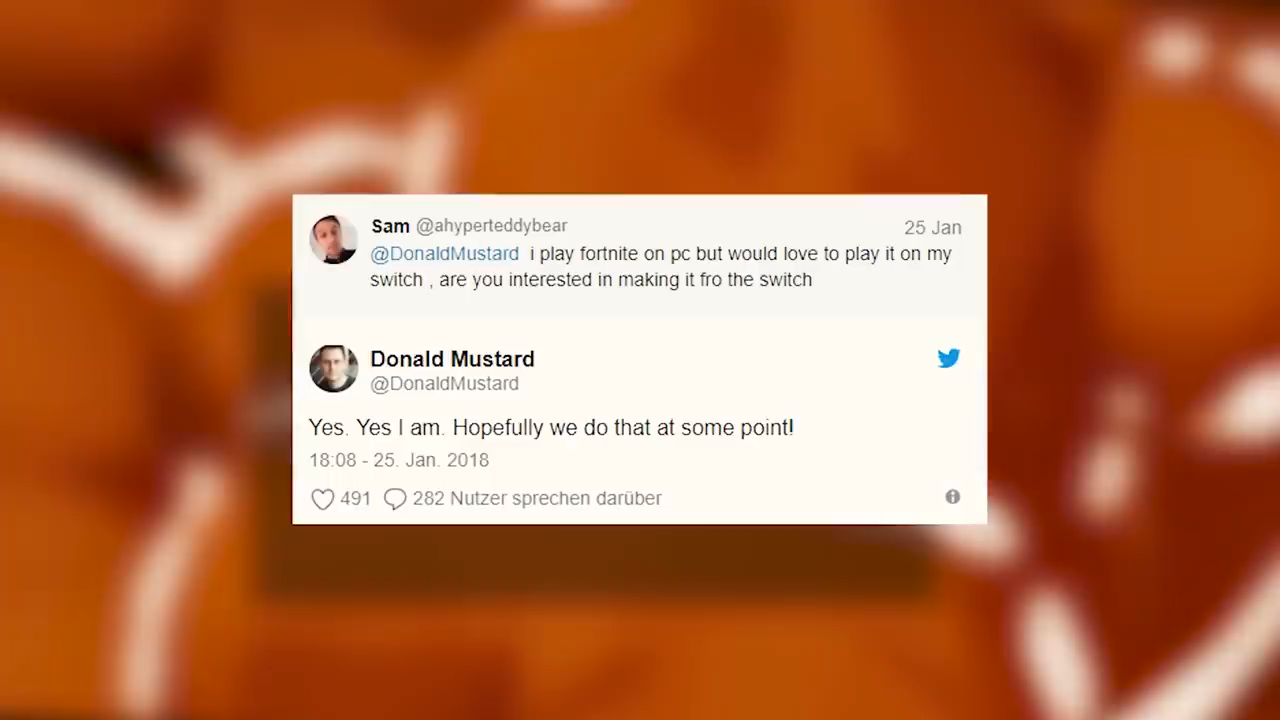 Sam @ahyperteddybear 25 Jan
@DonaldMustard i play fortnite on pc but would love to play it on my
switch , are you interested in making it fro the switch
Donald Mustard
@DonaldMustard
Yes. Yes I am. Hopefully we do that at some point!
18:08 - 25. Jan. 2018
491 282 Nutzer sprechen darüber